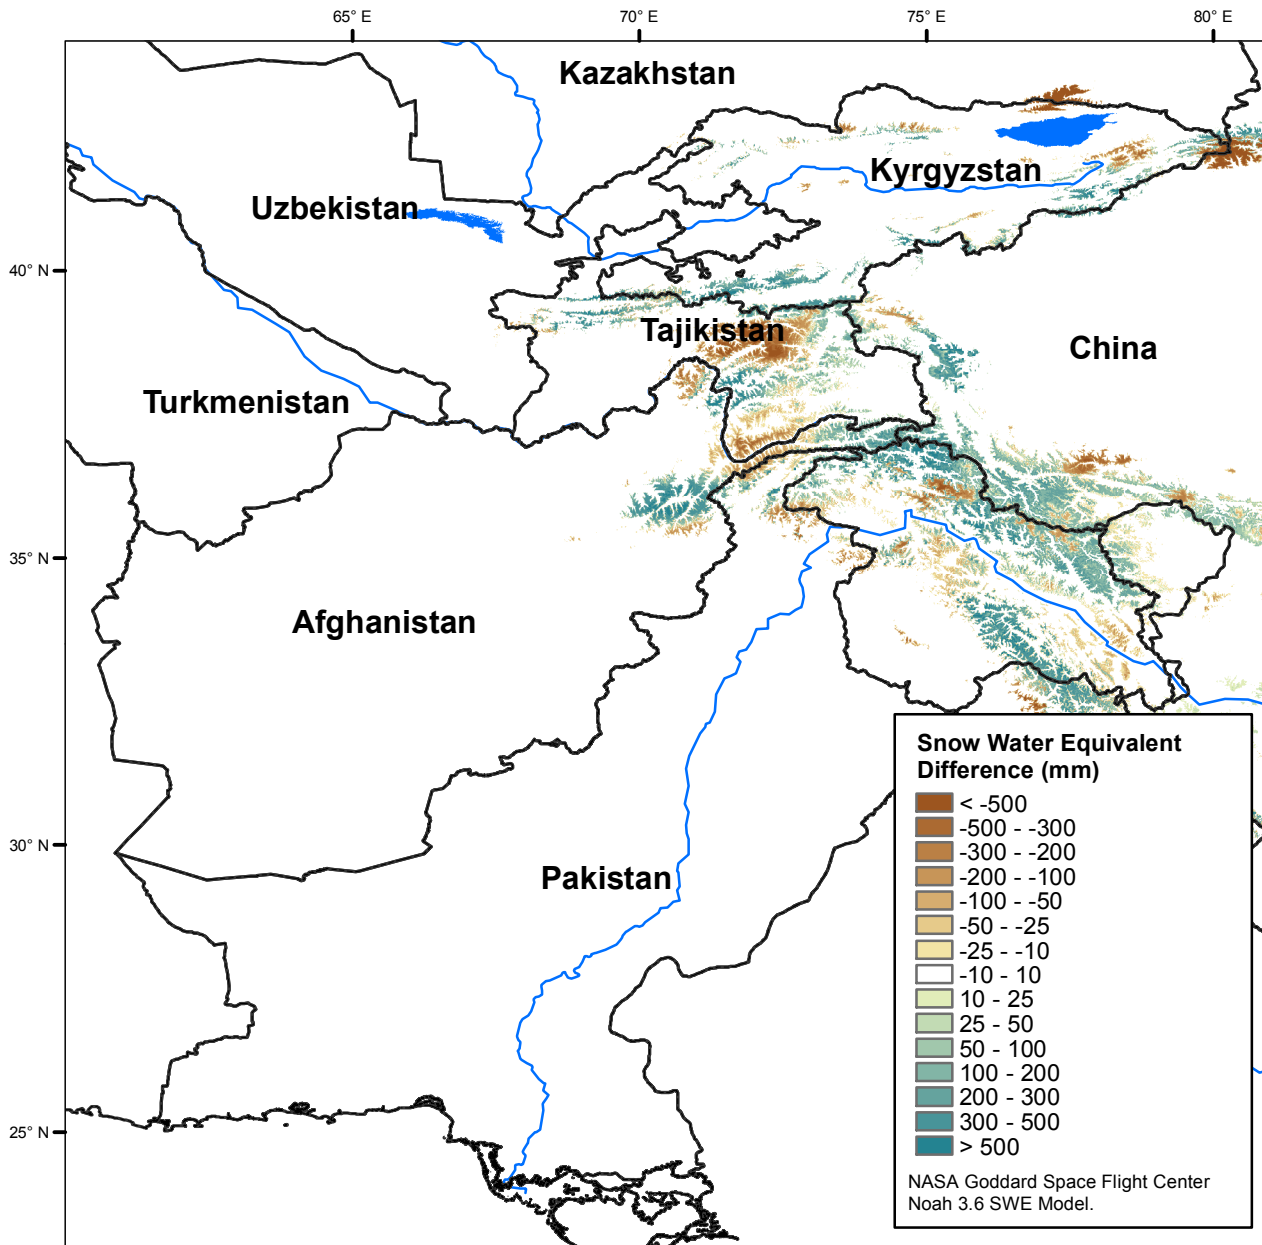 65° E
70° E
75° E
80° E
Kazakhstan
Kyrgyzstan
Uzbekistan
40° N
Tajikistan
China
Turkmenistan
35° N
Afghanistan
30° N
Pakistan
25° N
Snow Water Equivalent
Difference (mm)
< -500
-500 - -300
-300 - -200
-200 - -100
-100 - -50
-50 - -25
-25 - -10
-10 - 10
10 - 25
25 - 50
50 - 100
100 - 200
200 - 300
300 - 500
> 500
NASA Goddard Space Flight Center
Noah 3.6 SWE Model.